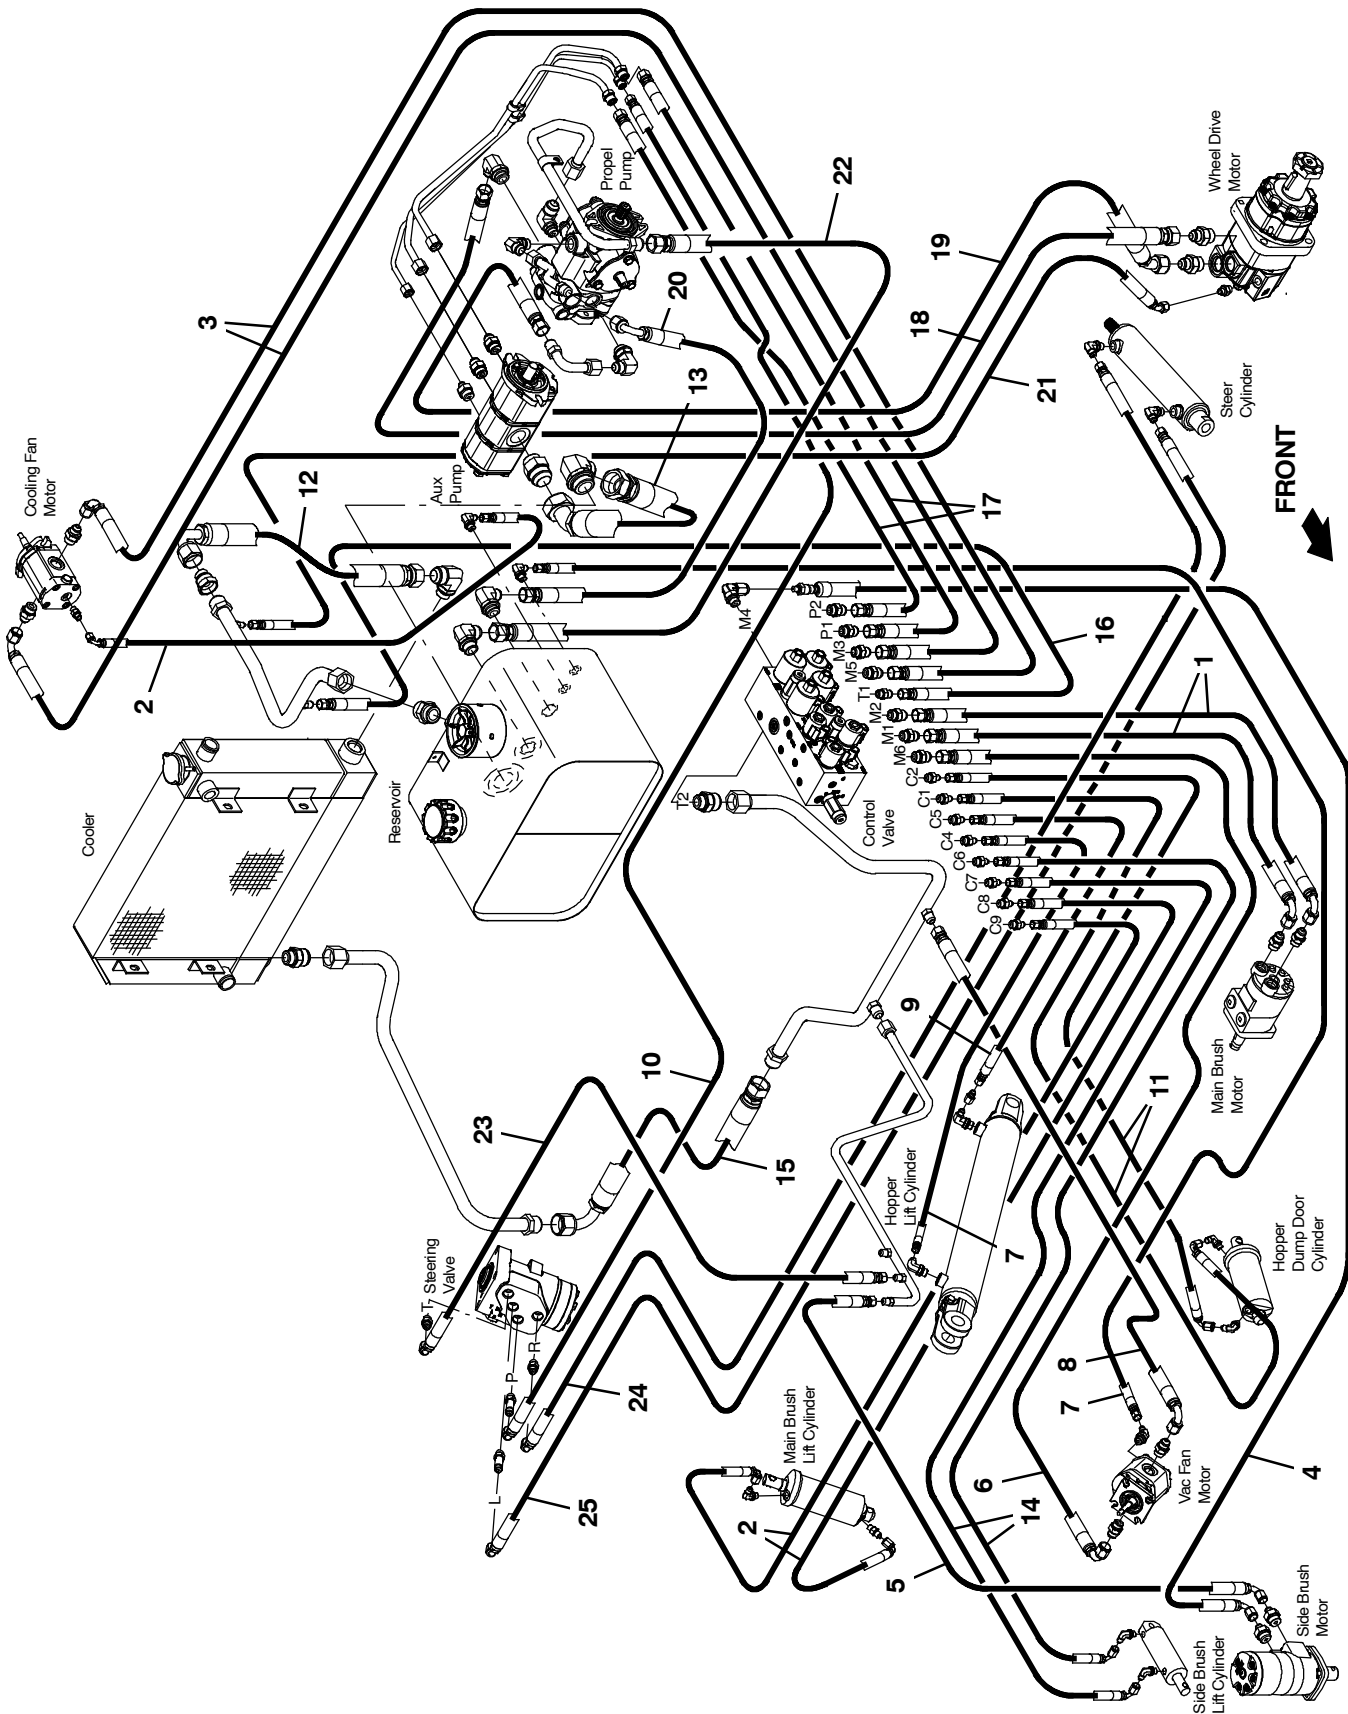 Cooling Fan
Motor
Cooler
3
2
12
Steering
Valve
T
P
R
L
Reservoir
Aux
Pump
Propel
Pump
13
20
22
23
24
25
10
15
T2
M4
Main Brush
Lift Cylinder
2
Hopper
Lift Cylinder
7
9
Control
Valve
C9
C8
C7
C6
C4
C5
C1
C2
M6
M1
M2
T1
M5
M3
P1
P2
17
16
1
19
18
21
5
14
6
7
8
11
4
Side Brush
Lift Cylinder
Side Brush
Motor
Vac Fan
Motor
Hopper
Dump Door
Cylinder
Main Brush
Motor
Steer
Cylinder
Wheel Drive
Motor
FRONT